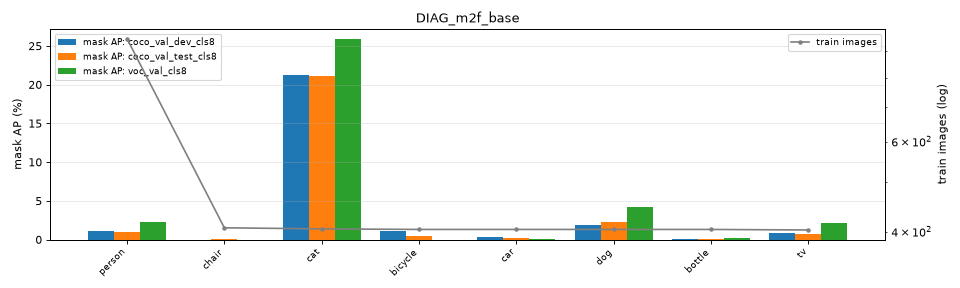 DIAG_m2f_base
mask AP: coco_val_dev_cls8
mask AP: coco_val_test_cls8
mask AP: voc_val_cls8
train images
mask AP (%)
25
20
15
10
5
0
6 × 10²
4 × 10²
train images (log)
person
chair
cat
bicycle
car
dog
bottle
tv